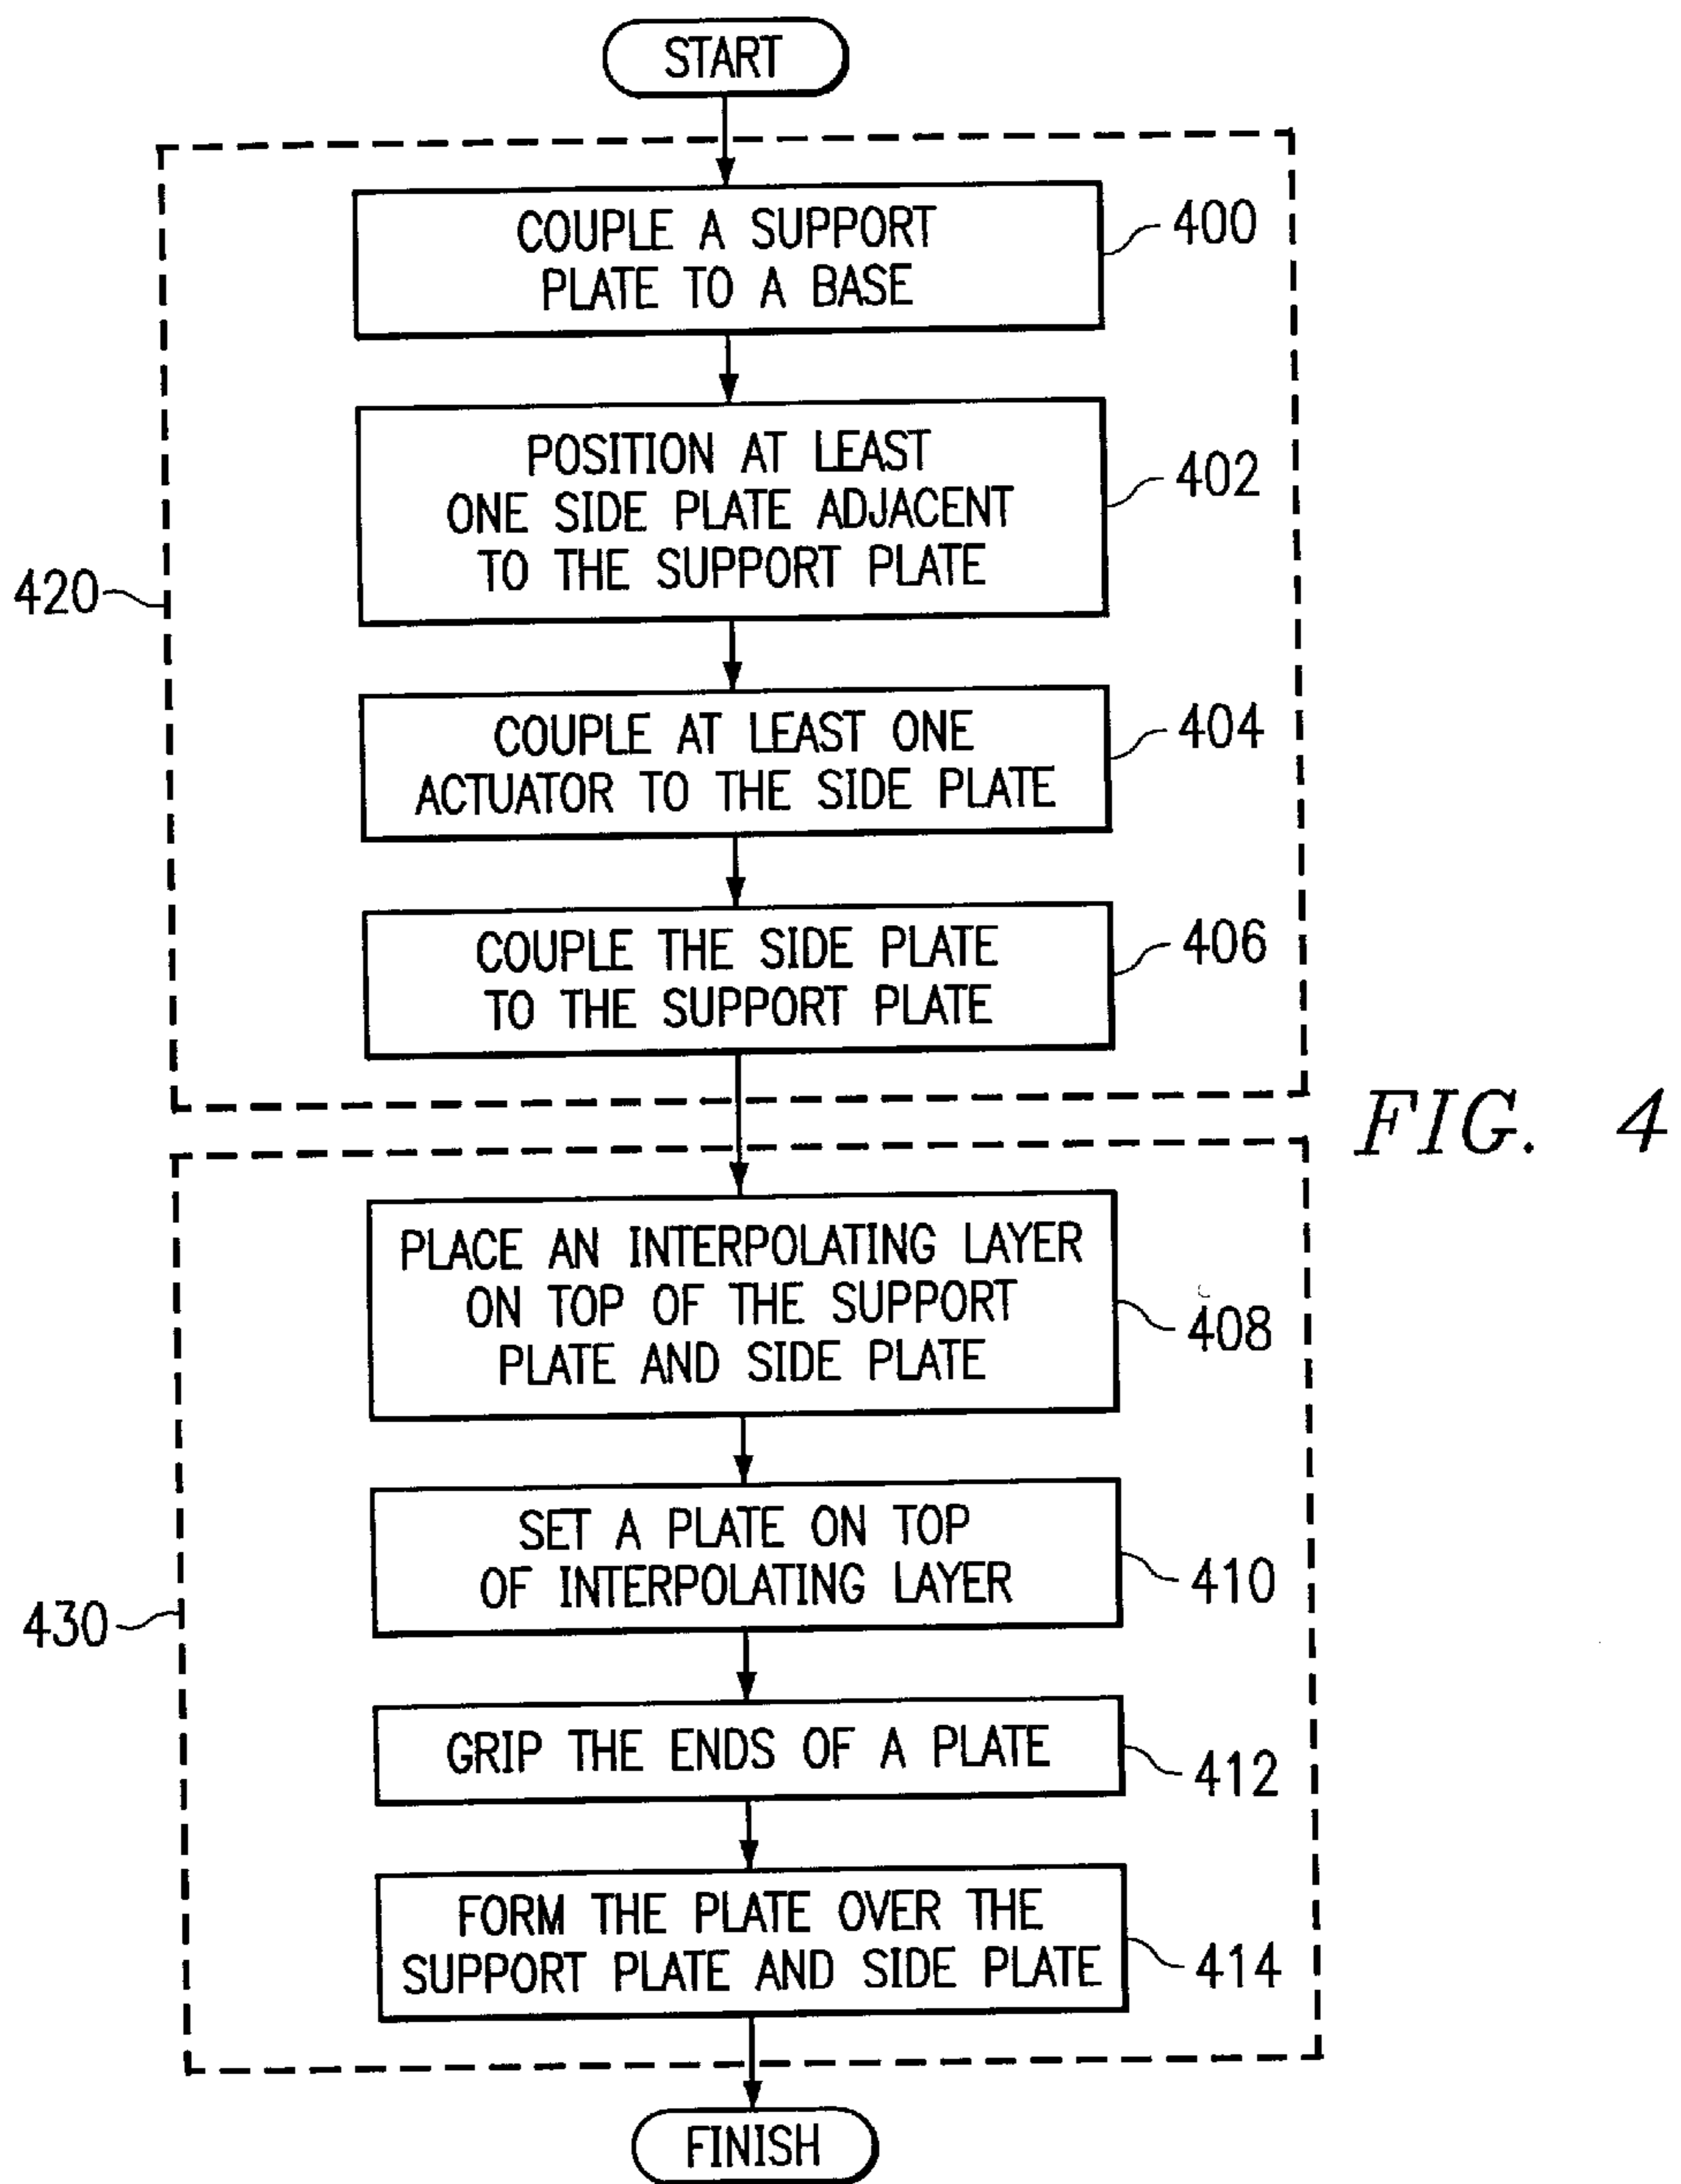 START
COUPLE A SUPPORT
PLATE TO A BASE
400
POSITION AT LEAST
ONE SIDE PLATE ADJACENT
TO THE SUPPORT PLATE
402
420
COUPLE AT LEAST ONE
ACTUATOR TO THE SIDE PLATE
404
COUPLE THE SIDE PLATE
TO THE SUPPORT PLATE
406
FIG. 4
PLACE AN INTERPOLATING LAYER
ON TOP OF THE SUPPORT
PLATE AND SIDE PLATE
408
SET A PLATE ON TOP
OF INTERPOLATING LAYER
410
430
GRIP THE ENDS OF A PLATE
412
FORM THE PLATE OVER THE
SUPPORT PLATE AND SIDE PLATE
414
FINISH